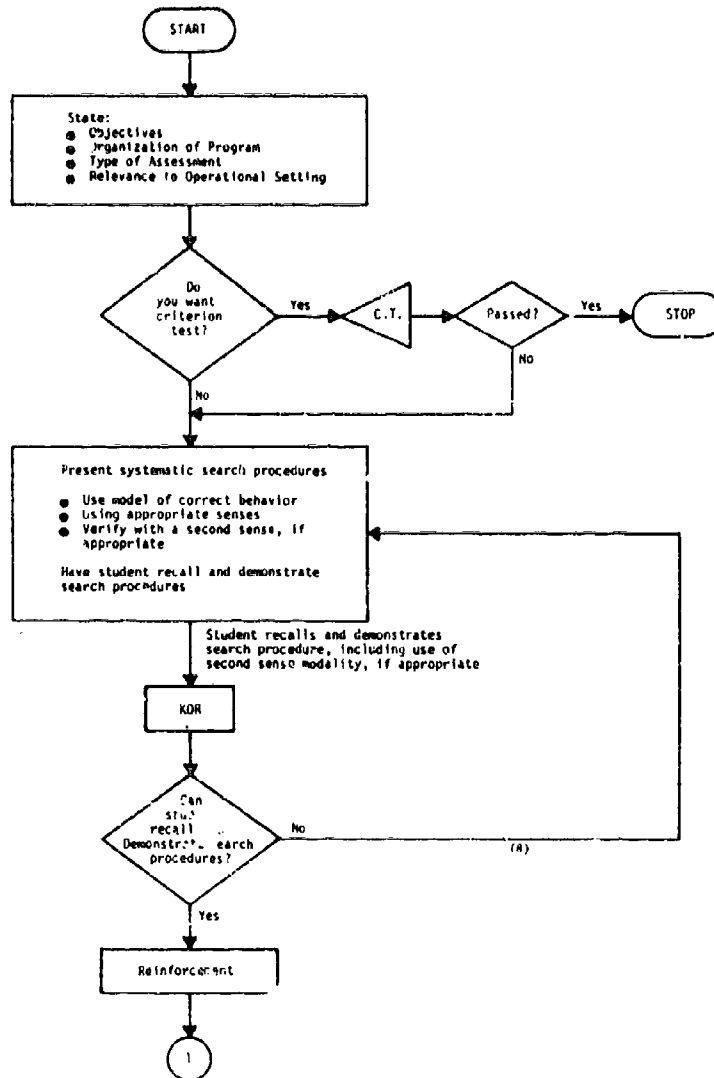 START
State:
● Objectives
● Organization of Program
● Type of Assessment
● Relevance to Operational Setting
Do
you want
criterion
test?
Yes
C.T.
Passed?
Yes
STOP
No
No
Present systematic search procedures
● Use model of correct behavior
● Using appropriate senses
● Verify with a second sense, if
appropriate
Have student recall and demonstrate
search procedures
Student recalls and demonstrates
search procedure, including use of
second sense modality, if appropriate
KOR
Can
recall
procedures?
No
(8)
Yes
Reinforcement
1